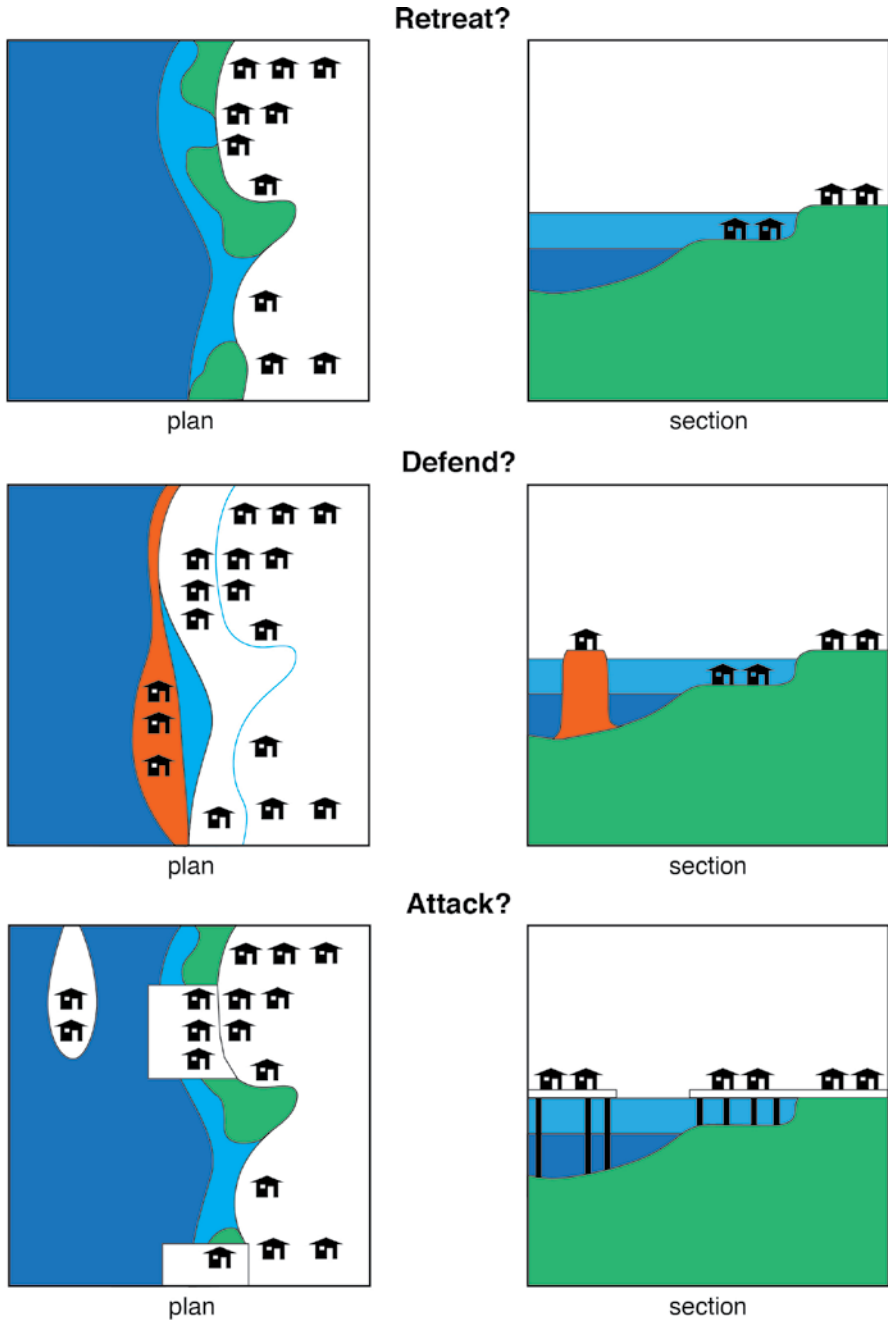 Retreat?
plan
section
Defend?
plan
section
Attack?
plan
section